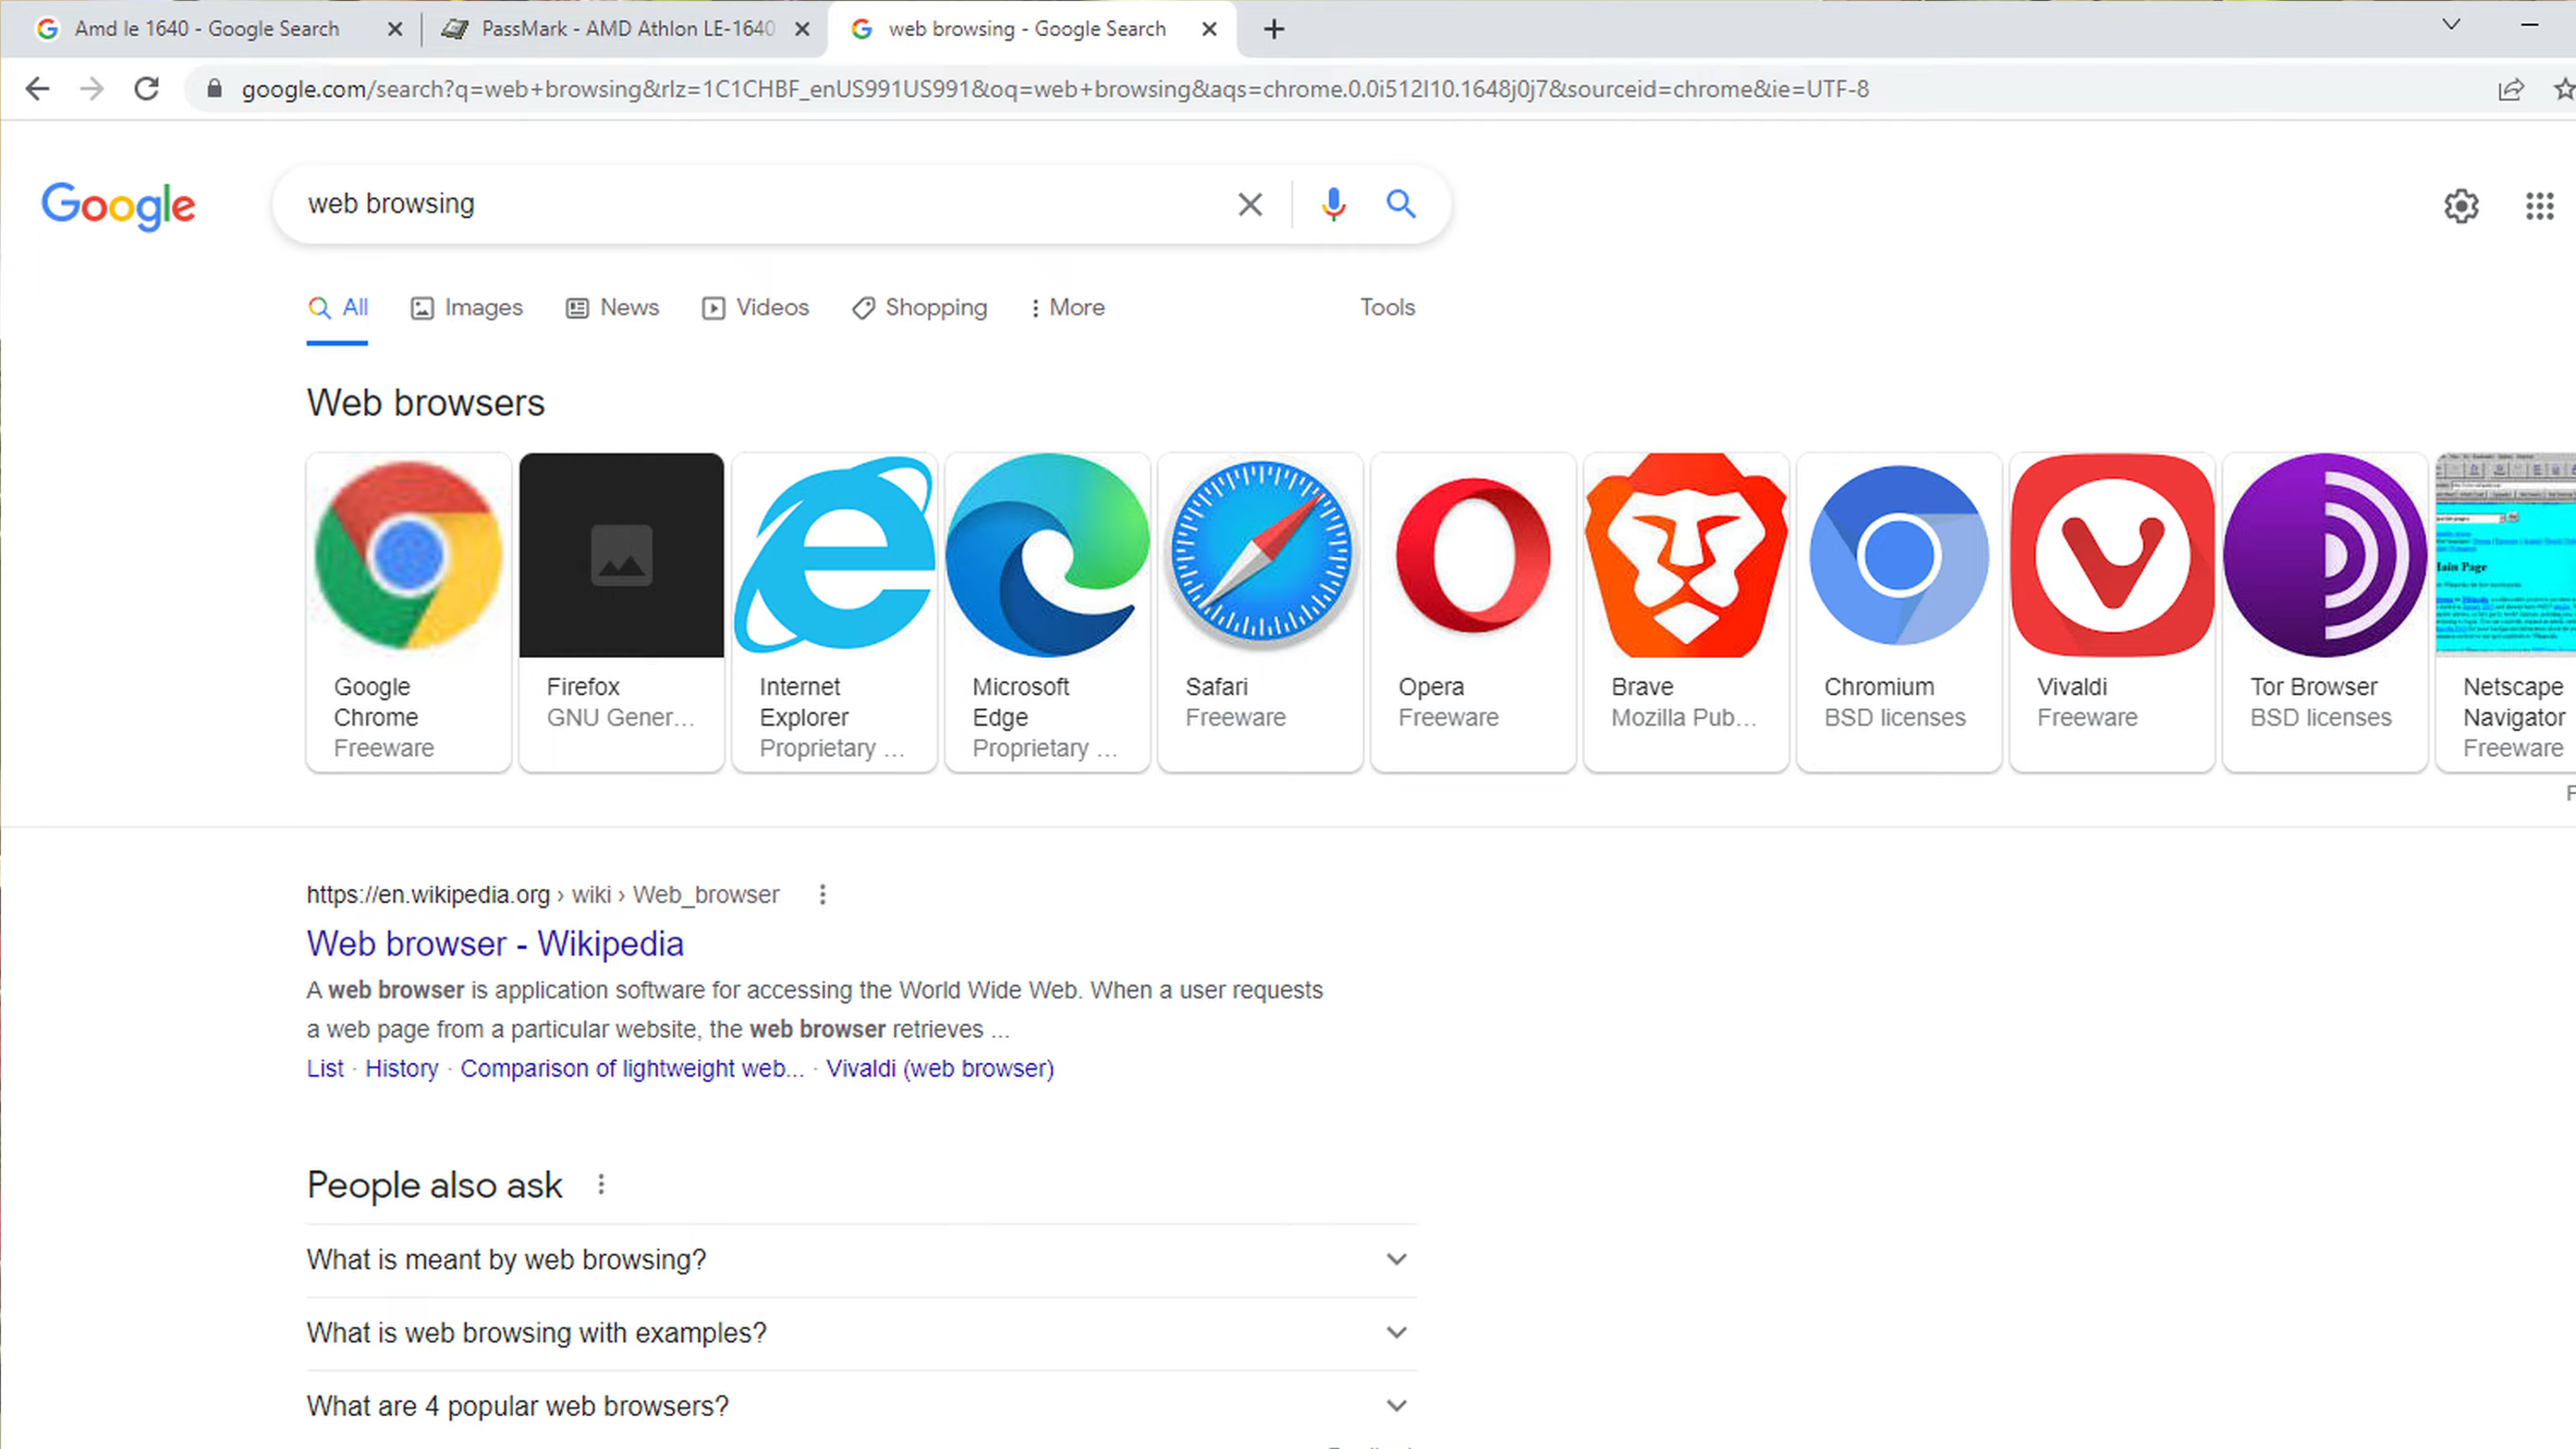 Amd le 1640 - Google Search
PassMark - AMD Athlon LE-1640
web browsing - Google Search
google.com/search?q=web+browsing&rlz=1C1CHBF_enUS991US991&oq=web+browsing&aqs=chrome.0.0i512l10.1648j0j7&sourceid=chrome&ie=UTF-8
Google
web browsing
All
Images
News
Videos
Shopping
More
Tools
Web browsers
Google
Chrome
Freeware
Firefox
GNU Gener...
Internet
Explorer
Proprietary ...
Microsoft
Edge
Proprietary ...
Safari
Freeware
Opera
Freeware
Brave
Mozilla Pub...
Chromium
BSD licenses
Vivaldi
Freeware
Tor Browser
BSD licenses
Main Page
Netscape
Navigator
Freeware
https://en.wikipedia.org › wiki › Web_browser
Web browser - Wikipedia
A web browser is application software for accessing the World Wide Web. When a user requests
a web page from a particular website, the web browser retrieves ...
List · History · Comparison of lightweight web... · Vivaldi (web browser)
People also ask
What is meant by web browsing?
What is web browsing with examples?
What are 4 popular web browsers?